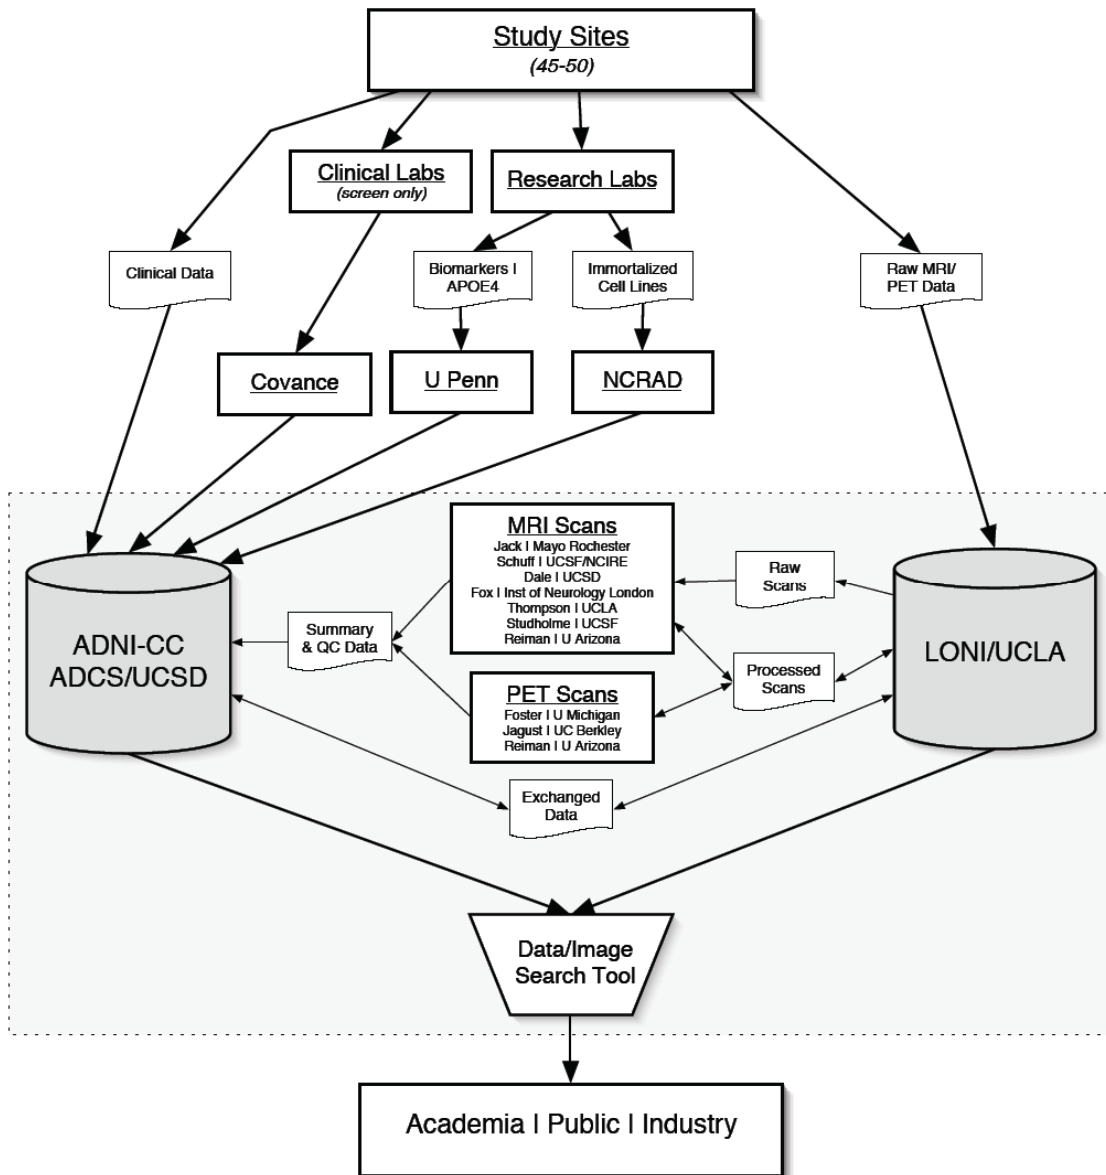 Study Sites
(45-50)
Clinical Labs
(screen only)
Research Labs
Clinical Data
Biomarkers |
APOE4
Immortalized
Cell Lines
Raw MRI/
PET Data
Covance
U Penn
NCRAD
MRI Scans
Jack | Mayo Rochester
Schuff | UCSF/NCIRE
Dale | UCSD
Fox | Inst of Neurology London
Thompson | UCLA
Studholme | UCSF
Reiman | U Arizona
Raw
Scans
ADNI-CC
ADCS/UCSD
Summary
& QC Data
Processed
Scans
LONI/UCLA
PET Scans
Foster | U Michigan
Jagust | UC Berkley
Reiman | U Arizona
Exchanged
Data
Data/Image
Search Tool
Academia | Public | Industry